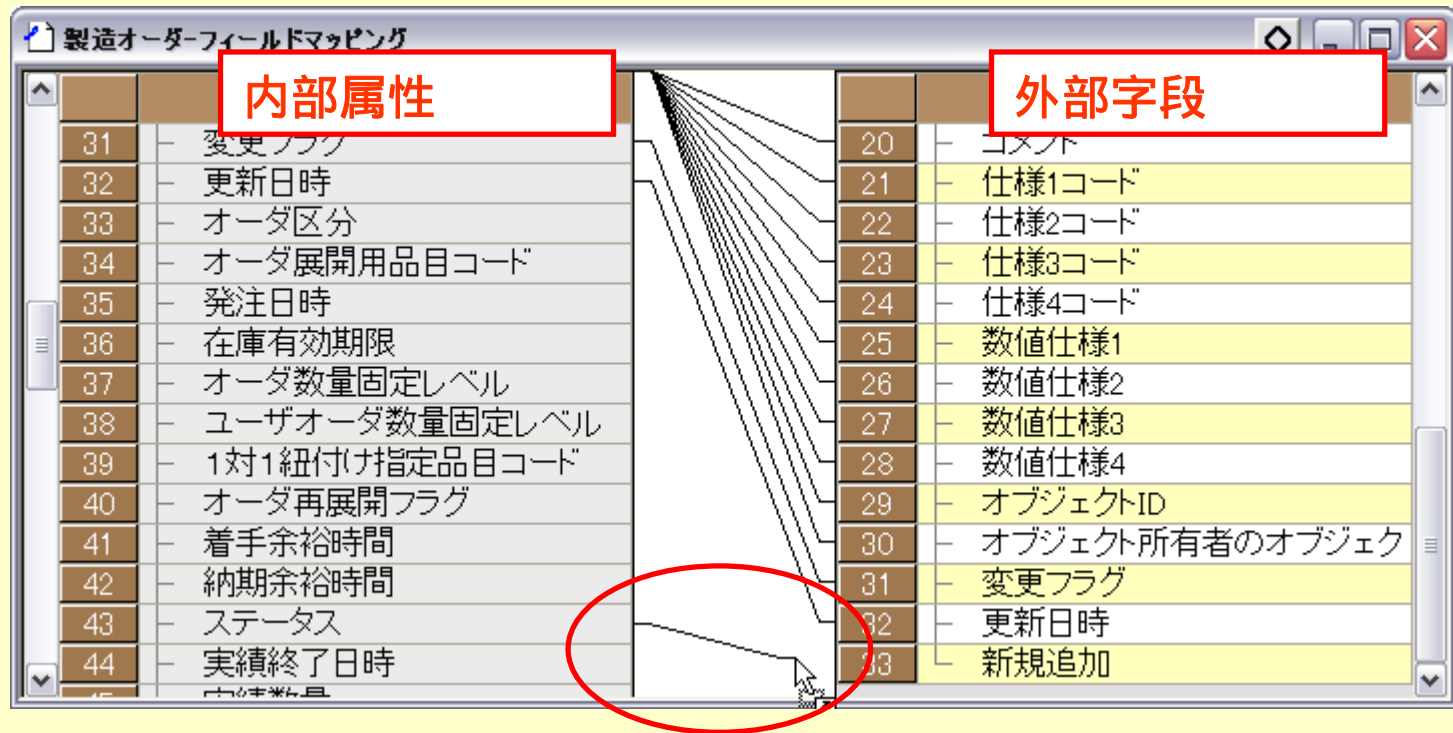 製造オーダーフィールドマッピング
内部属性
外部字段
31 変更フラグ
32 更新日時
33 オーダ区分
34 オーダ展開用品目コード
35 発注日時
36 在庫有効期限
37 オーダ数量固定レベル
38 ユーザオーダ数量固定レベル
39 1対1紐付け指定品目コード
40 オーダ再展開フラグ
41 着手余裕時間
42 納期余裕時間
43 ステータス
44 実績終了日時
20 コメント
21 仕様1コード
22 仕様2コード
23 仕様3コード
24 仕様4コード
25 数値仕様1
26 数値仕様2
27 数値仕様3
28 数値仕様4
29 オブジェクトID
30 オブジェクト所有者のオブジェク
31 変更フラグ
32 更新日時
33 新規追加